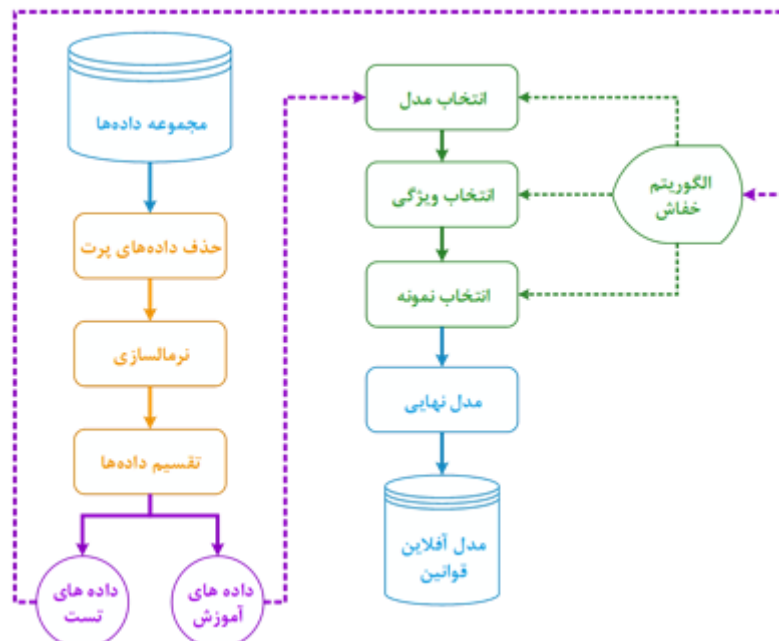 مجموعه داده‌ها
حذف داده‌های پرت
نرمالسازی
تقسیم داده‌ها
داده های
تست
داده های
آموزش
انتخاب مدل
انتخاب ویژگی
انتخاب نمونه
مدل نهایی
مدل آفلاین
قوانین
الگوریتم
خفاش